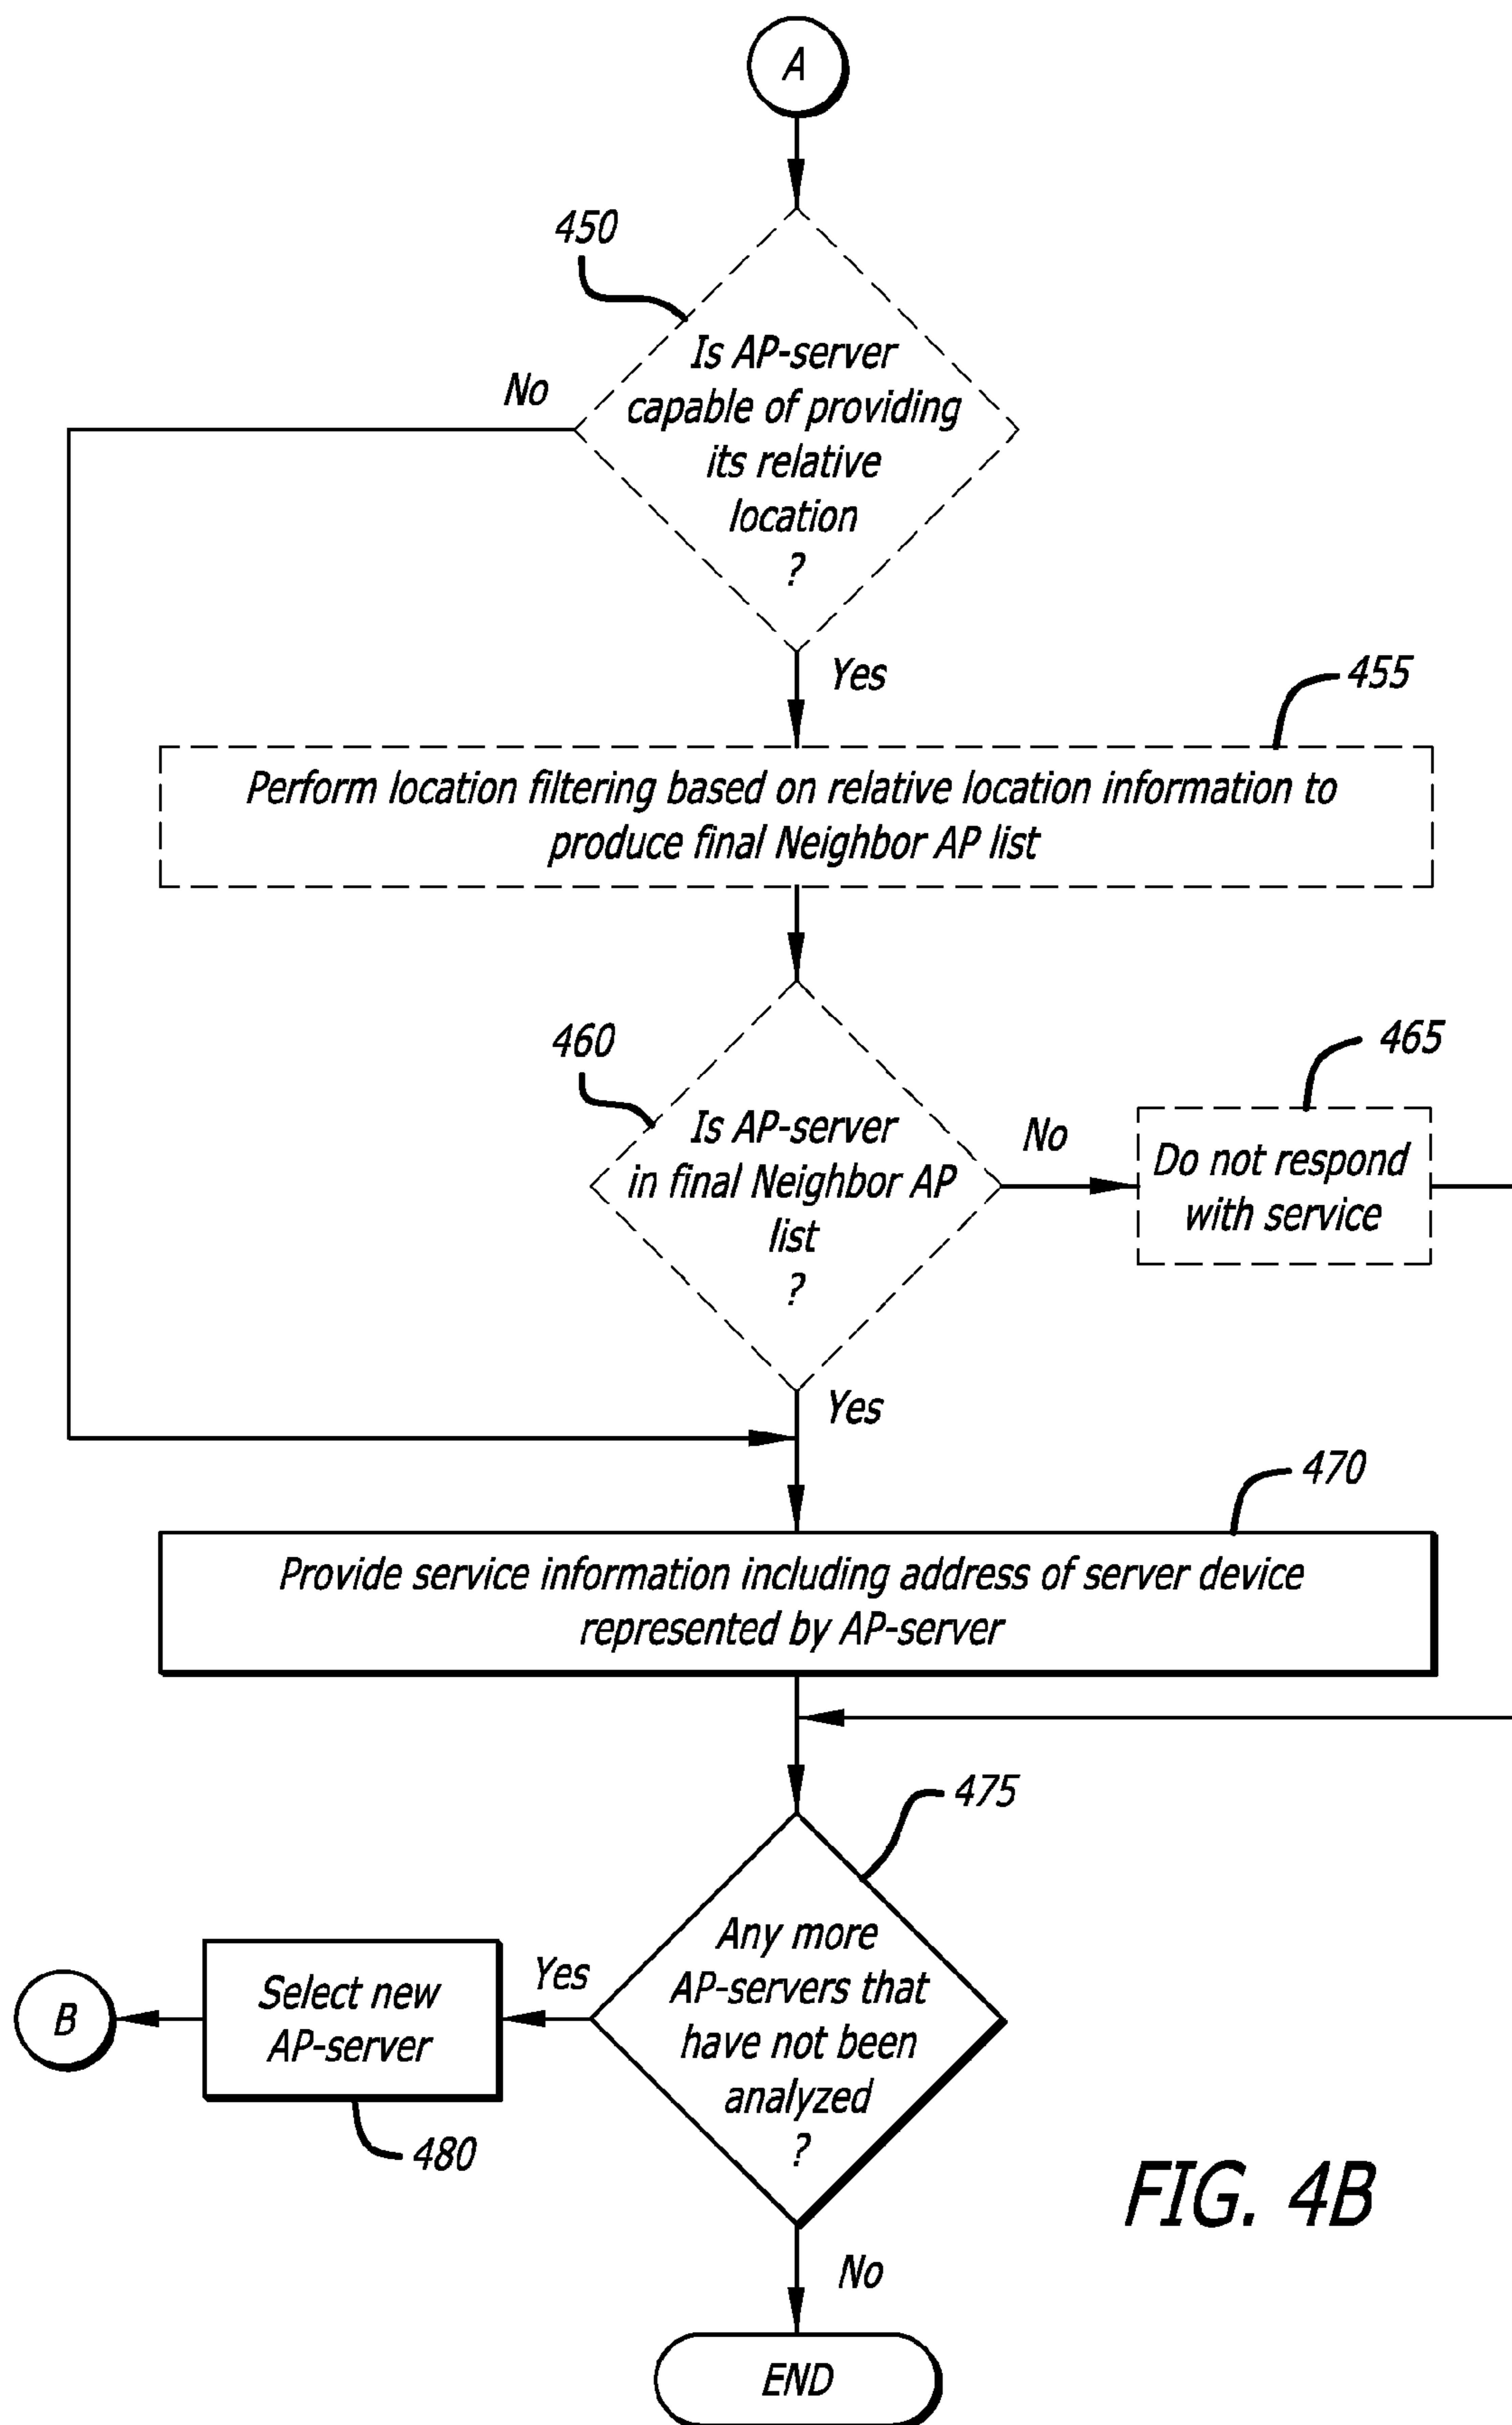 A
450
Is AP-server
capable of providing
its relative
location
?
No
Yes
455
Perform location filtering based on relative location information to
produce final Neighbor AP list
460
Is AP-server
in final Neighbor AP
list
?
No
465
Do not respond
with service
Yes
470
Provide service information including address of server device
represented by AP-server
475
Any more
AP-servers that
have not been
analyzed
?
Yes
Select new
AP-server
480
B
No
END
FIG. 4B